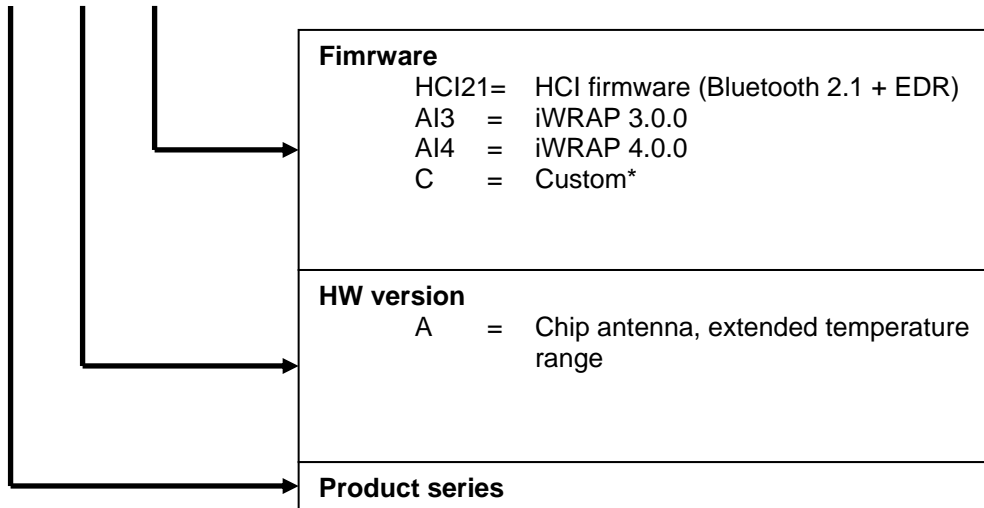 Fimrware
HCI21= HCI firmware (Bluetooth 2.1 + EDR)
AI3 = iWRAP 3.0.0
AI4 = iWRAP 4.0.0
C = Custom*
HW version
A = Chip antenna, extended temperature
range
Product series